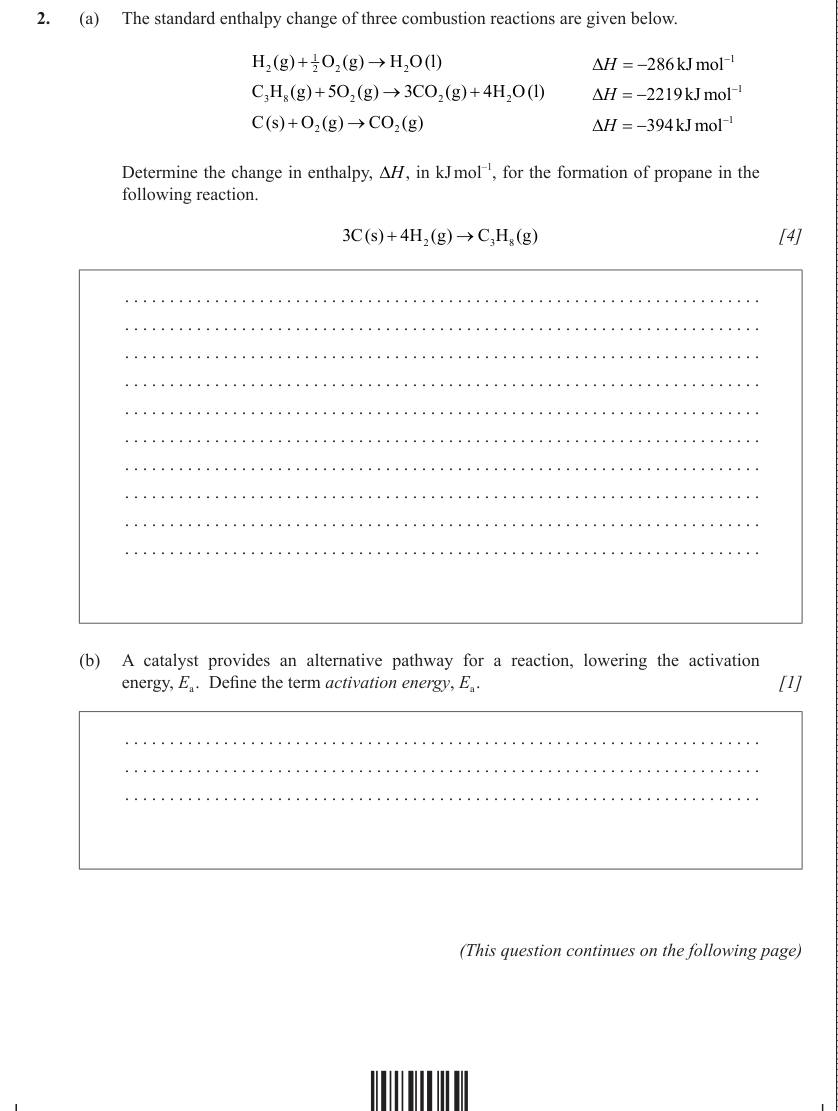 2. (a) The standard enthalpy change of three combustion reactions are given below.
H₂(g) + ½O₂(g) → H₂O(l) ΔH = −286 kJ mol⁻¹
C₃H₈(g) + 5O₂(g) → 3CO₂(g) + 4H₂O(l) ΔH = −2219 kJ mol⁻¹
C(s) + O₂(g) → CO₂(g) ΔH = −394 kJ mol⁻¹
Determine the change in enthalpy, ΔH, in kJ mol⁻¹, for the formation of propane in the
following reaction.
3C(s) + 4H₂(g) → C₃H₈(g) [4]
(b) A catalyst provides an alternative pathway for a reaction, lowering the activation
energy, Eₐ. Define the term activation energy, Eₐ. [1]
(This question continues on the following page)